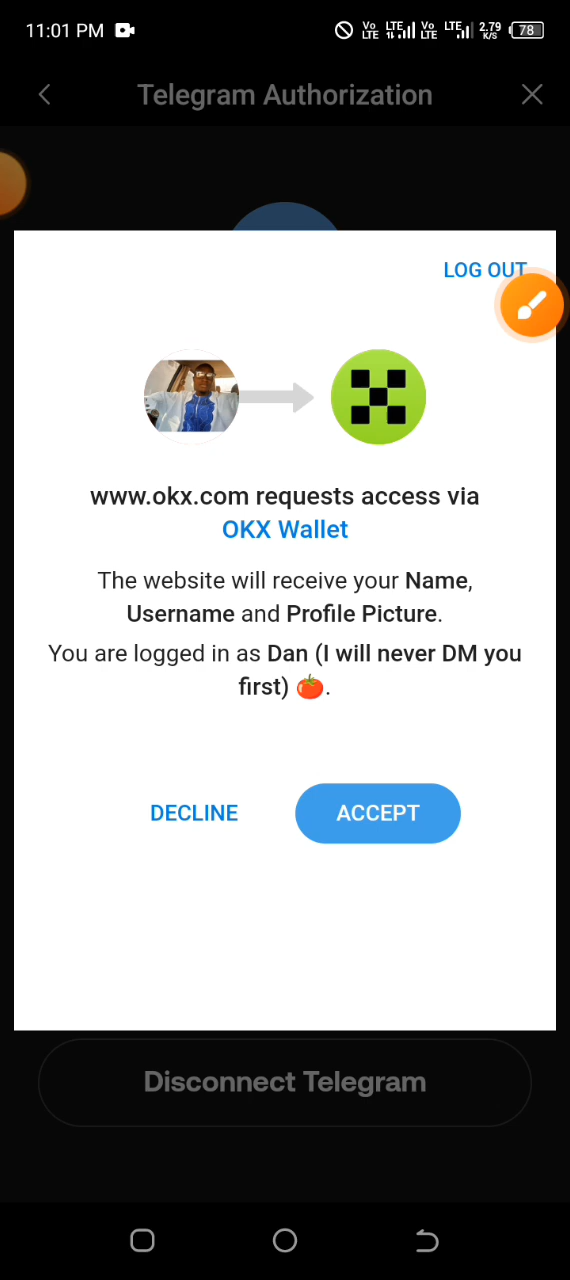 11:01 PM Vo LTE LTE Vo LTE LTE 2.79 K/S 78
Telegram Authorization
LOG OUT
www.okx.com requests access via
OKX Wallet
The website will receive your Name,
Username and Profile Picture.
You are logged in as Dan (I will never DM you
first) 🍅.
DECLINE
ACCEPT
Disconnect Telegram